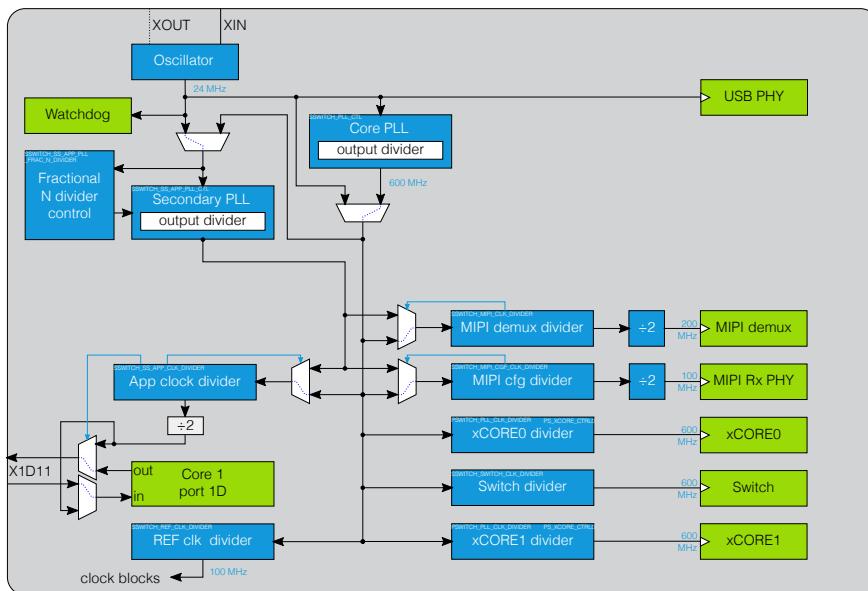 XOUT
XIN
Oscillator
24 MHz
USB PHY
Watchdog
SSWITCH_PLL_CTL
Core PLL
output divider
600 MHz
SSWITCH_SS_APP_PLL
_FRAC_N_DIVIDER
Fractional
N divider
control
SSWITCH_SS_APP_PLL_CTL
Secondary PLL
output divider
SSWITCH_MIPI_CLK_DIVIDER
MIPI demux divider
÷2
200
MHz
MIPI demux
SSWITCH_SS_APP_CLK_DIVIDER
App clock divider
SSWITCH_MIPI_CGF_CLK_DIVIDER
MIPI cfg divider
÷2
100
MHz
MIPI Rx PHY
÷2
PSWITCH_PLL_CLK_DIVIDER PS_XCORE_CTRL0
xCORE0 divider
600
MHz
xCORE0
X1D11
out
in
Core 1
port 1D
SSWITCH_SWITCH_CLK_DIVIDER
Switch divider
600
MHz
Switch
SSWITCH_REF_CLK_DIVIDER
REF clk divider
PSWITCH_PLL_CLK_DIVIDER PS_XCORE_CTRL0
xCORE1 divider
600
MHz
xCORE1
100 MHz
clock blocks